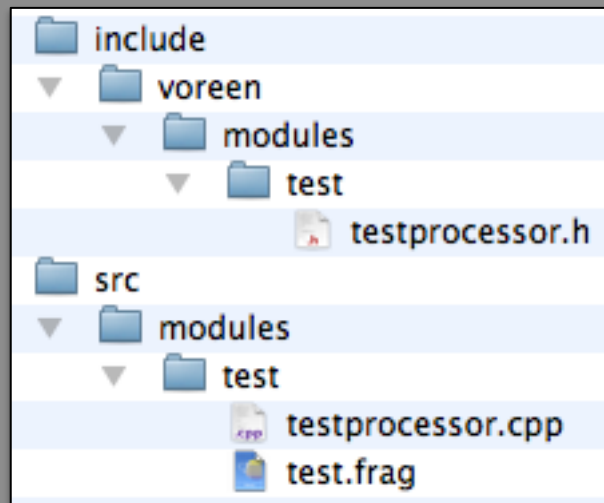 include
voreen
modules
test
testprocessor.h
src
modules
test
testprocessor.cpp
test.frag